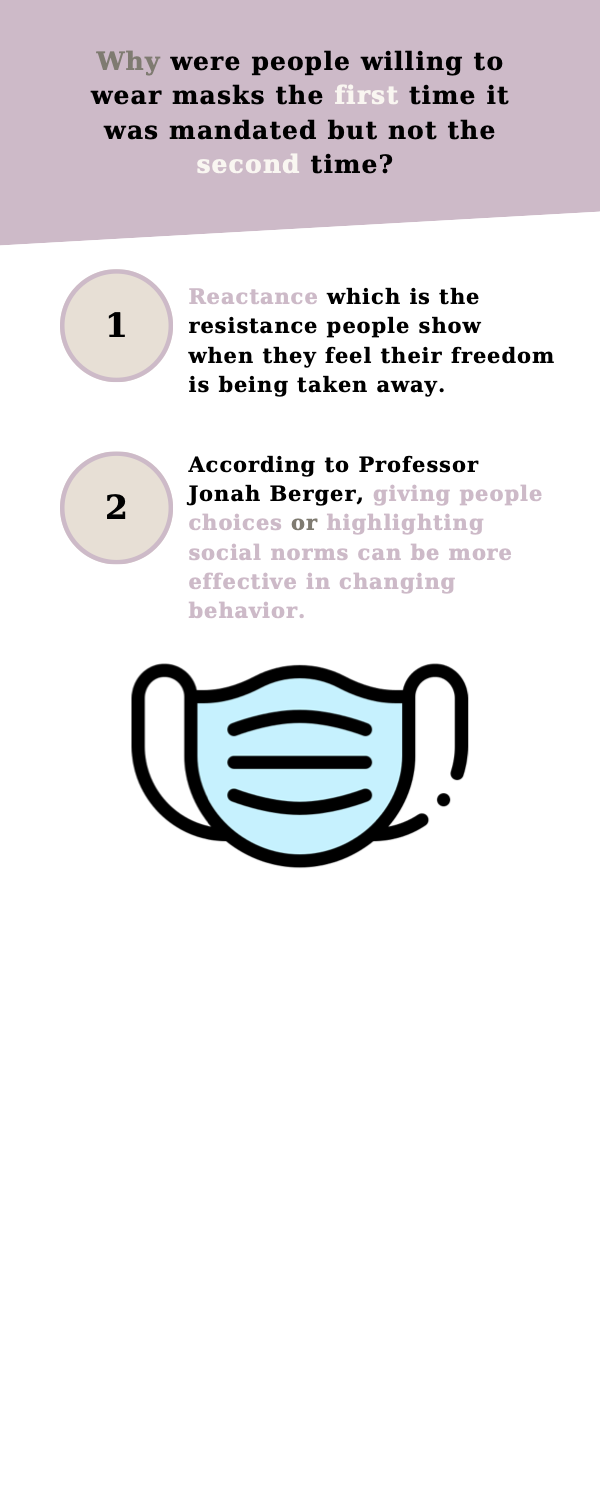 Why were people willing to
wear masks the first time it
was mandated but not the
second time?
1
Reactance which is the
resistance people show
when they feel their freedom
is being taken away.
2
According to Professor
Jonah Berger, giving people
choices or highlighting
social norms can be more
effective in changing
behavior.